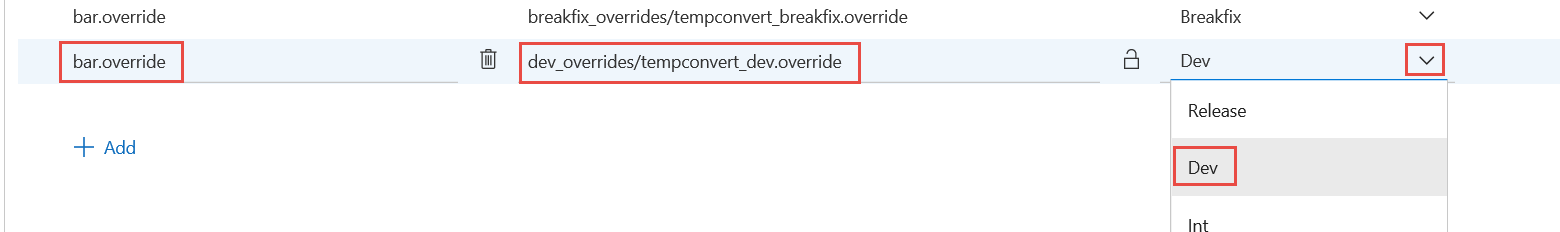 bar.override breakfix_overrides/tempconvert_breakfix.override Breakfix
bar.override dev_overrides/tempconvert_dev.override Dev
Release
Add
Dev
Int